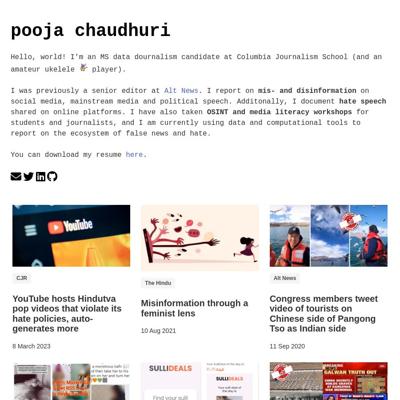 pooja chaudhuri
Hello, world! I'm an MS data dournalism candidate at Columbia Journalism School (and an
amateur ukelele player).
I was previously a senior editor at Alt News. I report on mis- and disinformation on
social media, mainstream media and political speech. Additonally, I document hate speech
shared on online platforms. I have also taken OSINT and media literacy workshops for
students and journalists, and I am currently using data and computational tools to
report on the ecosystem of false news and hate.
You can download my resume here.
YouTube
CJR
YouTube hosts Hindutva
pop videos that violate its
hate policies, auto-
generates more
8 March 2023
The Hindu
Misinformation through a
feminist lens
10 Aug 2021
Alt News
Congress members tweet
video of tourists on
Chinese side of Pangong
Tso as Indian side
11 Sep 2020
SULLIDEALS
Find your sulli